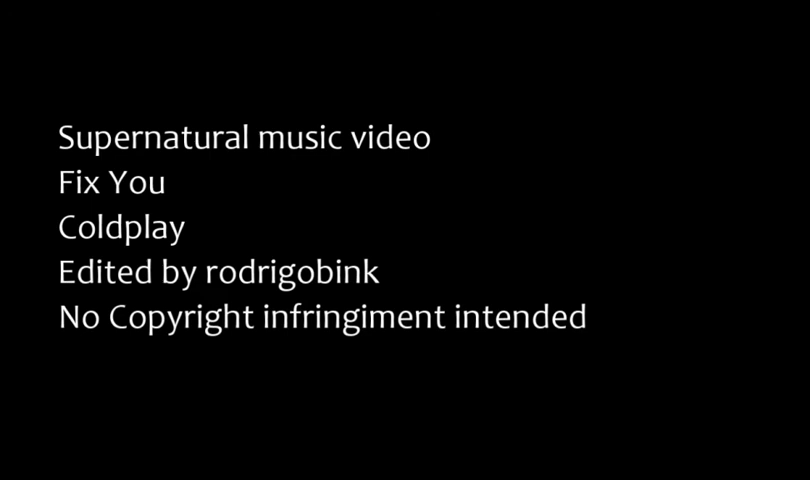 Supernatural music video
Fix You
Coldplay
Edited by rodrigobink
No Copyright infringiment intended